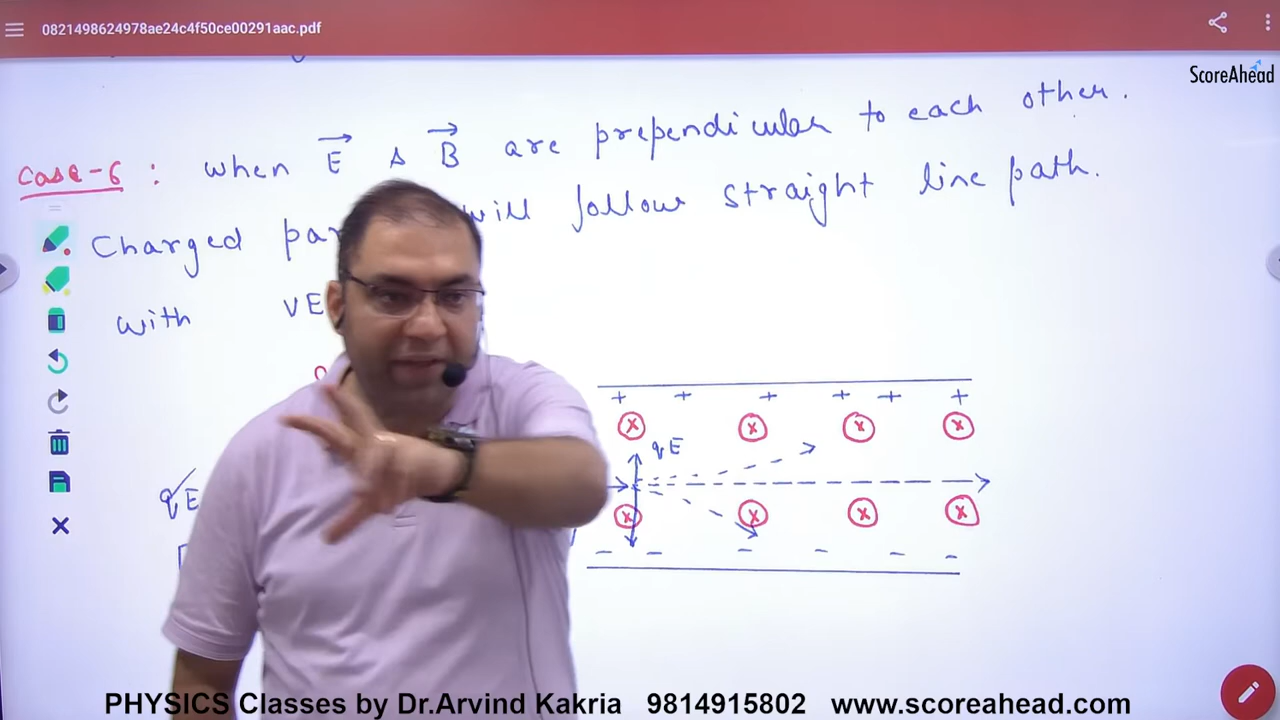 0821498624978ae24c4f50ce00291aac.pdf
ScoreAhead
Case-6 : when E & B are prependicular to each other.
Charged par will follow straight line path.
with VE
+ + + + + +
x x x x
qE
qE
x x x x
- - - - - -
PHYSICS Classes by Dr.Arvind Kakria 9814915802 www.scoreahead.com